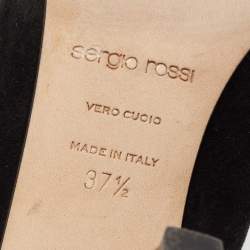 sergio rossi
VERO CUOIO
MADE IN ITALY
37½